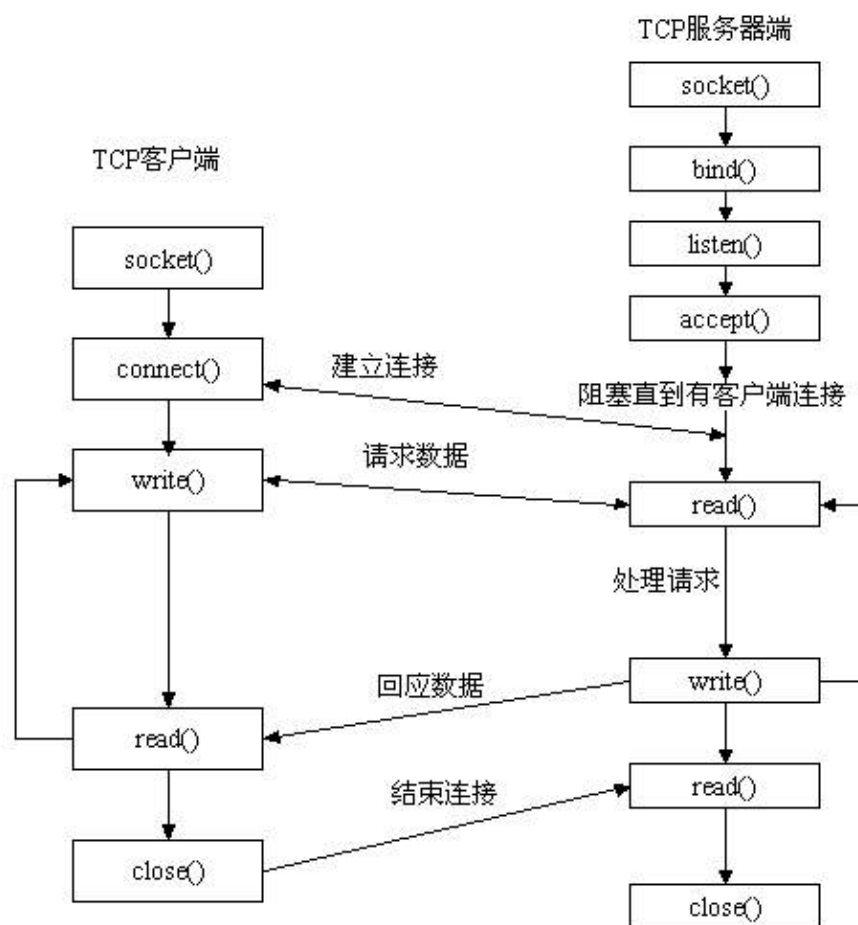 TCP服务器端
socket()
bind()
TCP客户端
listen()
socket()
accept()
connect()
建立连接
阻塞直到有客户端连接
请求数据
write()
read()
处理请求
回应数据
write()
read()
结束连接
read()
close()
close()